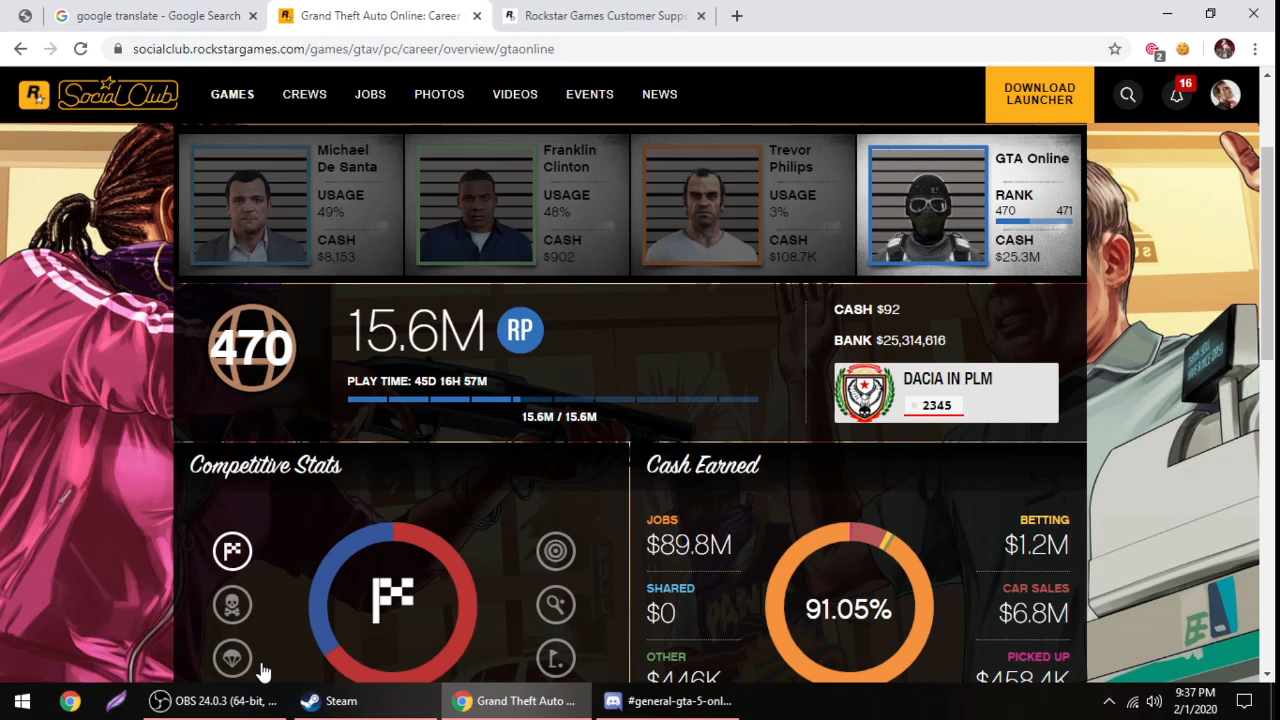 google translate - Google Search
Grand Theft Auto Online: Career
Rockstar Games Customer Suppo
socialclub.rockstargames.com/games/gtav/pc/career/overview/gtaonline
2
R
Social Club
GAMES
CREWS
JOBS
PHOTOS
VIDEOS
EVENTS
NEWS
DOWNLOAD
LAUNCHER
16
Michael
De Santa
USAGE
49%
CASH
$8,153
Franklin
Clinton
USAGE
48%
CASH
$902
Trevor
Philips
USAGE
3%
CASH
$108.7K
GTA Online
RANK
470 471
CASH
$25.3M
470
15.6M RP
PLAY TIME: 45D 16H 57M
15.6M / 15.6M
CASH $92
BANK $25,314,616
DACIA IN PLM
2345
Competitive Stats
Cash Earned
JOBS
$89.8M
SHARED
$0
OTHER
$446K
91.05%
BETTING
$1.2M
CAR SALES
$6.8M
PICKED UP
$458.4K
OBS 24.0.3 (64-bit, ...
Steam
Grand Theft Auto ...
#general-gta-5-onl...
9:37 PM
2/1/2020